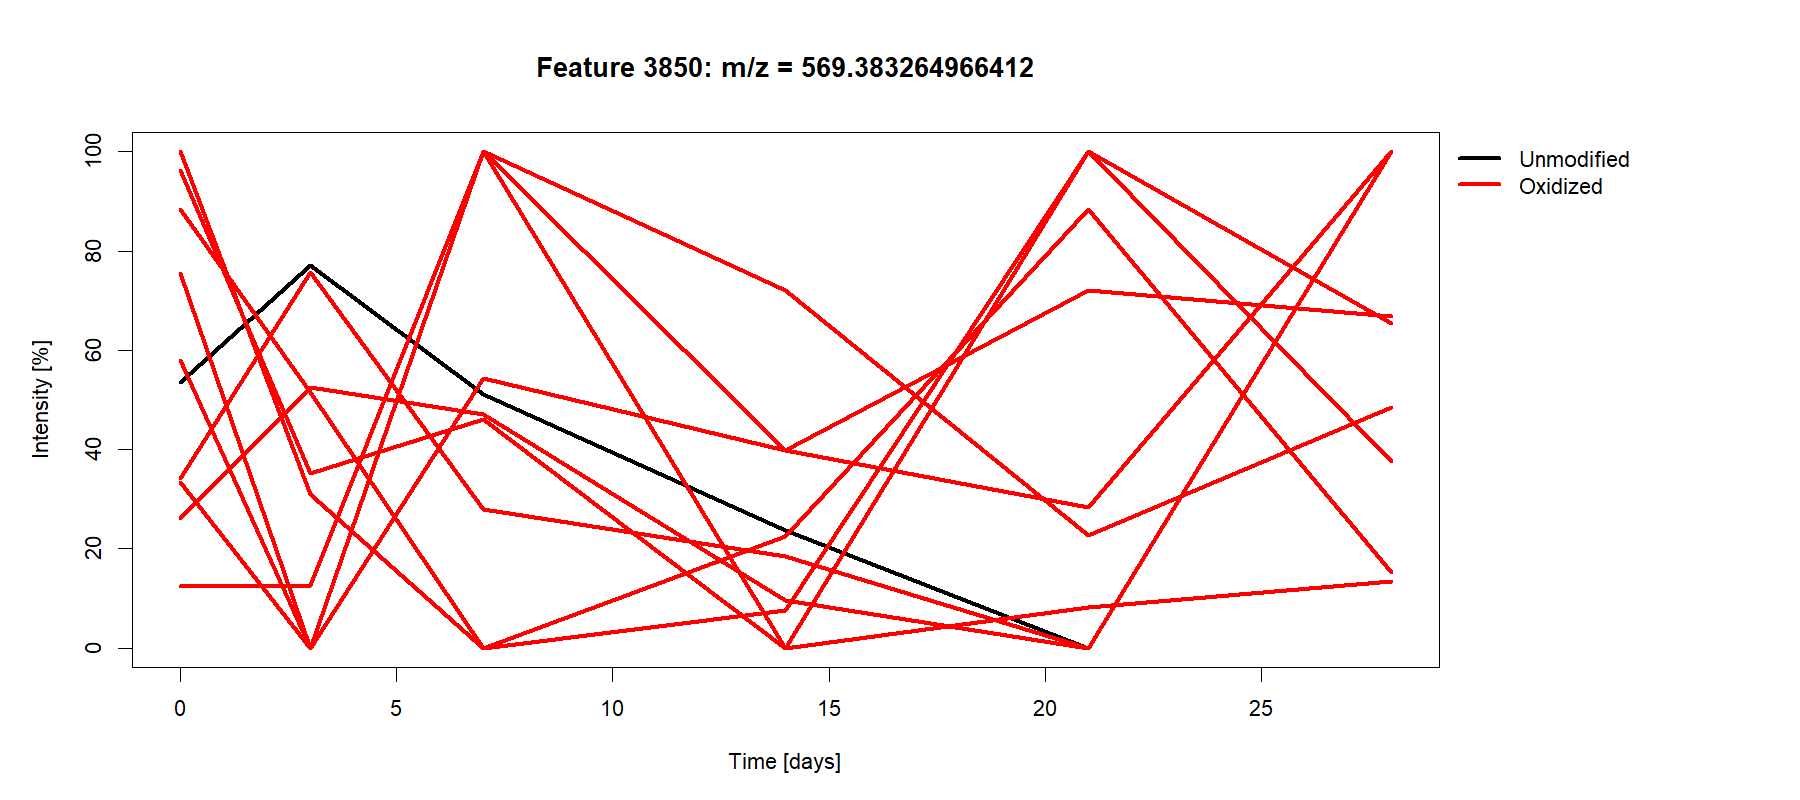 Feature 3850: m/z = 569.383264966412
Unmodified
Oxidized
Intensity [%]
100
80
60
40
20
0
0 5 10 15 20 25
Time [days]